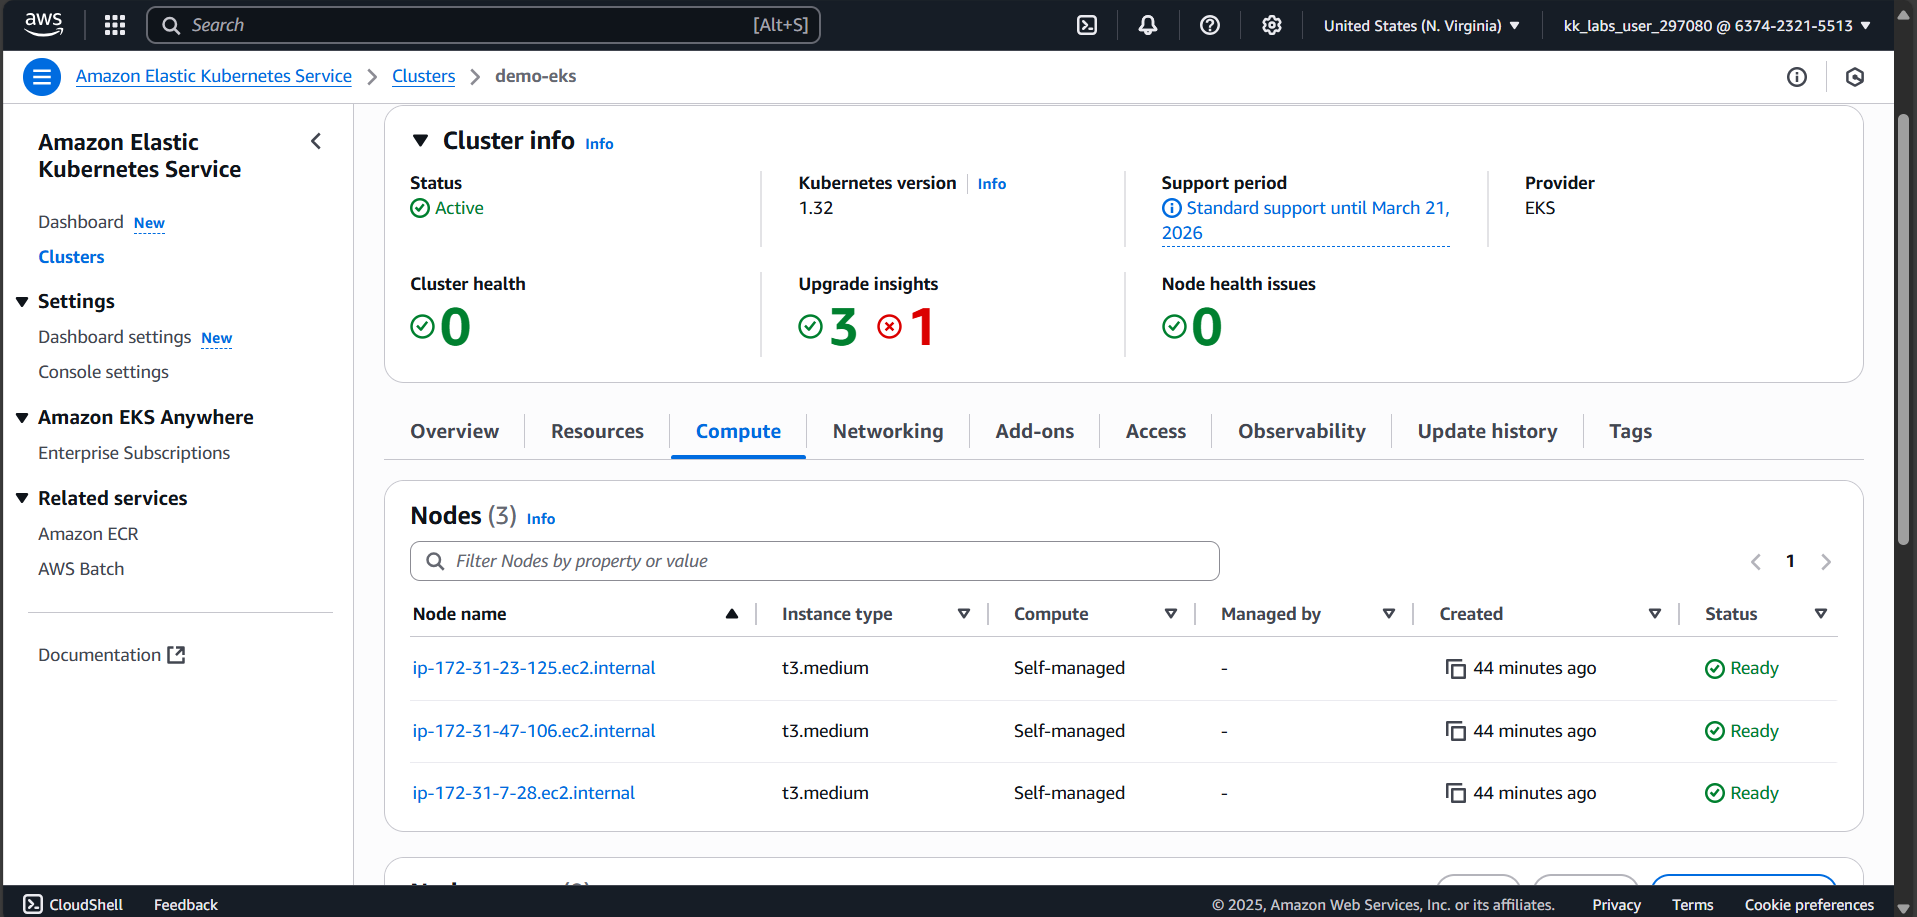 aws
Search [Alt+S]
United States (N. Virginia)
kk_labs_user_297080 @ 6374-2321-5513
Amazon Elastic Kubernetes Service
Clusters
demo-eks
Amazon Elastic
Kubernetes Service
Dashboard New
Clusters
Settings
Dashboard settings New
Console settings
Amazon EKS Anywhere
Enterprise Subscriptions
Related services
Amazon ECR
AWS Batch
Documentation
Cluster info Info
Status
Active
Kubernetes version Info
1.32
Support period
Standard support until March 21,
2026
Provider
EKS
Cluster health
0
Upgrade insights
3 1
Node health issues
0
Overview Resources Compute Networking Add-ons Access Observability Update history Tags
Nodes (3) Info
Filter Nodes by property or value
1
Node name Instance type Compute Managed by Created Status
ip-172-31-23-125.ec2.internal t3.medium Self-managed - 44 minutes ago Ready
ip-172-31-47-106.ec2.internal t3.medium Self-managed - 44 minutes ago Ready
ip-172-31-7-28.ec2.internal t3.medium Self-managed - 44 minutes ago Ready
CloudShell Feedback © 2025, Amazon Web Services, Inc. or its affiliates. Privacy Terms Cookie preferences